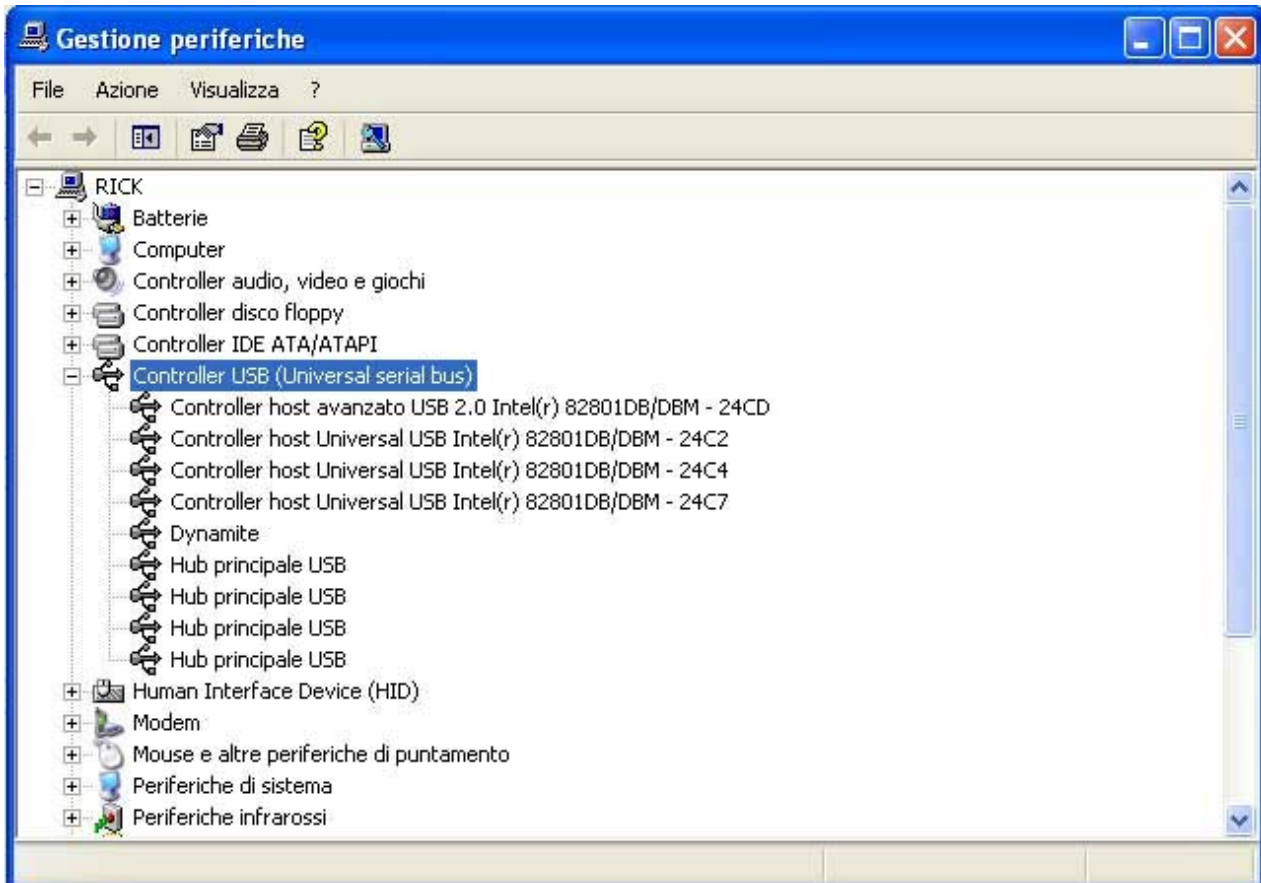 Gestione periferiche
File Azione Visualizza ?
RICK
Batterie
Computer
Controller audio, video e giochi
Controller disco floppy
Controller IDE ATA/ATAPI
Controller USB (Universal serial bus)
Controller host avanzato USB 2.0 Intel(r) 82801DB/DBM - 24CD
Controller host Universal USB Intel(r) 82801DB/DBM - 24C2
Controller host Universal USB Intel(r) 82801DB/DBM - 24C4
Controller host Universal USB Intel(r) 82801DB/DBM - 24C7
Dynamite
Hub principale USB
Hub principale USB
Hub principale USB
Hub principale USB
Human Interface Device (HID)
Modem
Mouse e altre periferiche di puntamento
Periferiche di sistema
Periferiche infrarossi